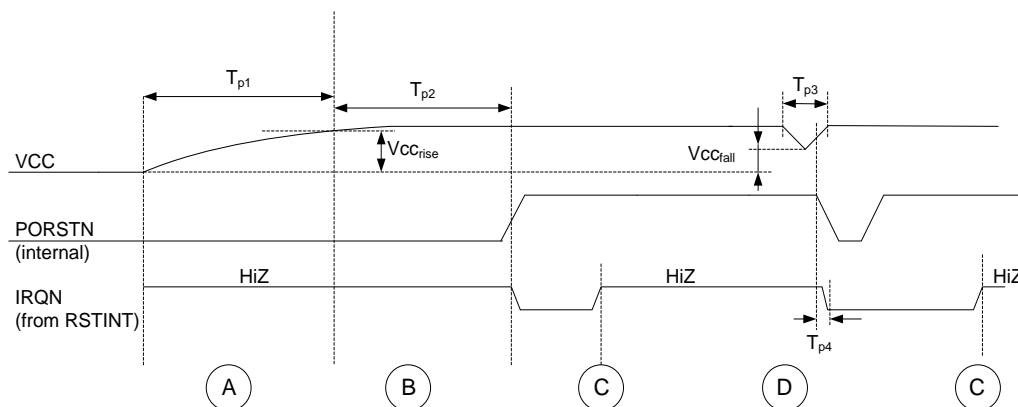 Tp1
Tp2
Tp3
VCC
Vccrise
Vccfall
PORSTN
(internal)
HiZ
HiZ
HiZ
IRQN
(from RSTINT)
Tp4
A
B
C
D
C